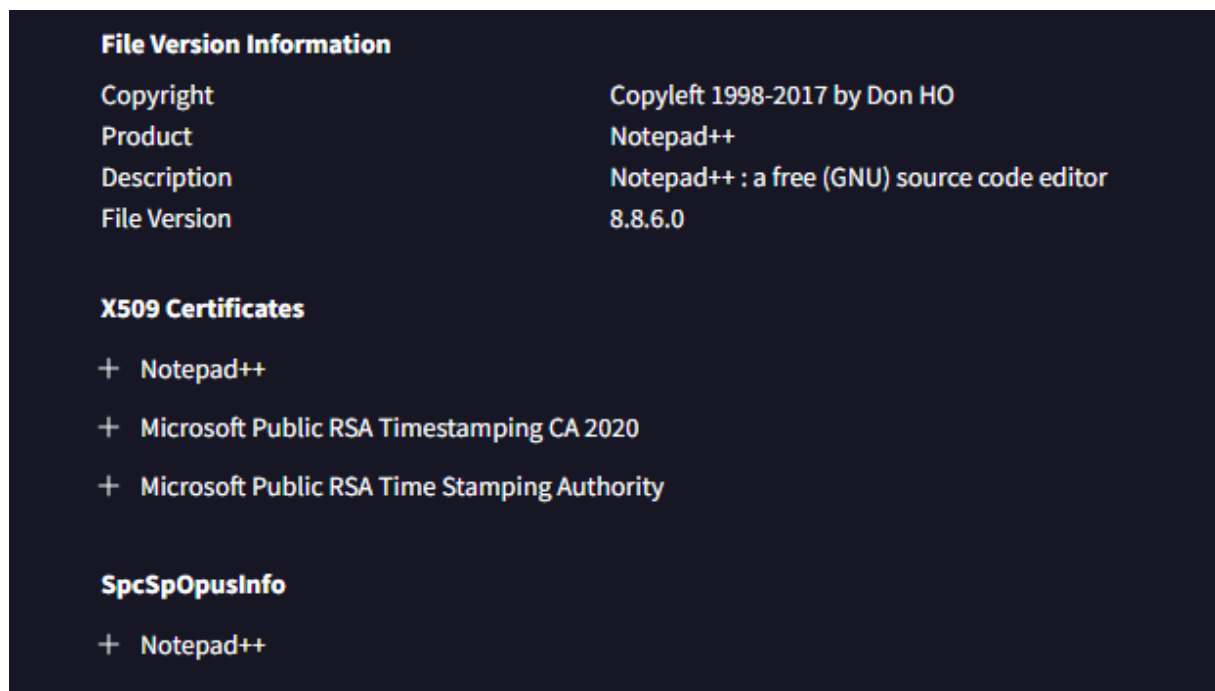 File Version Information
Copyright Copyleft 1998-2017 by Don HO
Product Notepad++
Description Notepad++ : a free (GNU) source code editor
File Version 8.8.6.0
X509 Certificates
+ Notepad++
+ Microsoft Public RSA Timestamping CA 2020
+ Microsoft Public RSA Time Stamping Authority
SpcSpOpusInfo
+ Notepad++